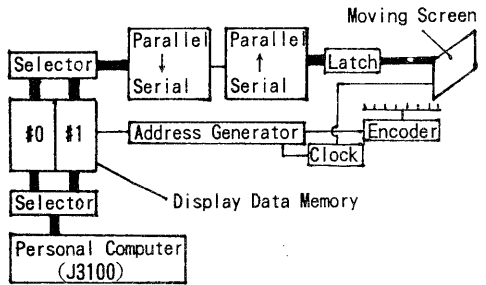 Moving Screen
Selector
Parallel
↓
Serial
Parallel
↑
Serial
Latch
#0
#1
Address Generator
Encoder
Clock
Selector
Display Data Memory
Personal Computer
(J3100)